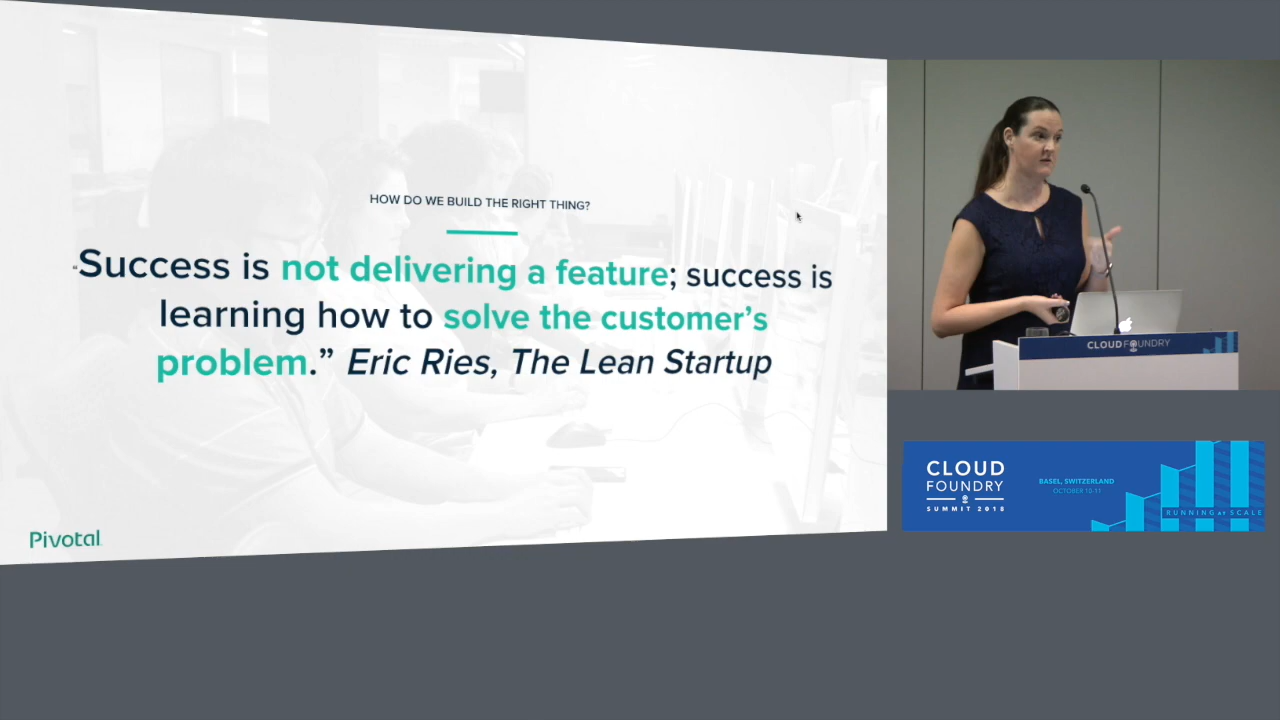 HOW DO WE BUILD THE RIGHT THING?
“Success is not delivering a feature; success is
learning how to solve the customer’s
problem.” Eric Ries, The Lean Startup
Pivotal
CLOUD FOUNDRY
CLOUD
FOUNDRY
SUMMIT 2018
BASEL, SWITZERLAND
OCTOBER 10-11
RUNNING AT SCALE